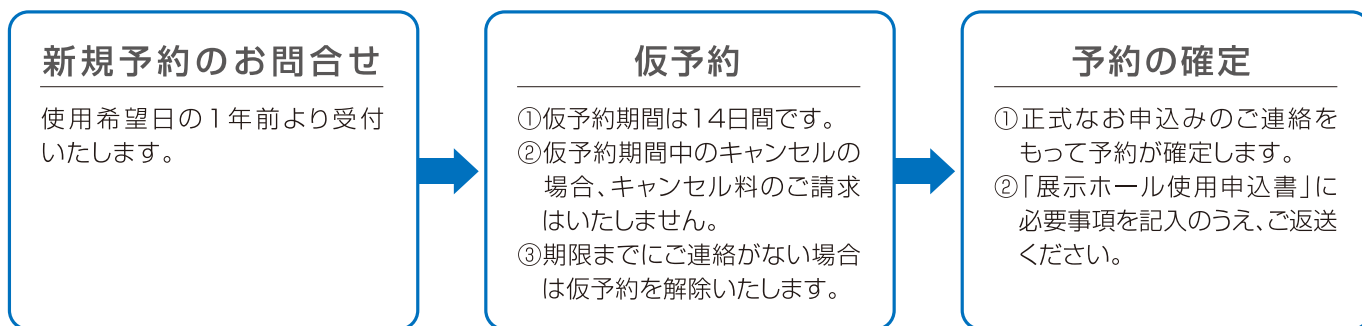 新規予約のお問合せ
使用希望日の1年前より受付
いたします。
仮予約
①仮予約期間は14日間です。
②仮予約期間中のキャンセルの
場合、キャンセル料のご請求
はいたしません。
③期限までにご連絡がない場合
は仮予約を解除いたします。
予約の確定
①正式なお申込みのご連絡を
もって予約が確定します。
②「展示ホール使用申込書」に
必要事項を記入のうえ、ご返送
ください。